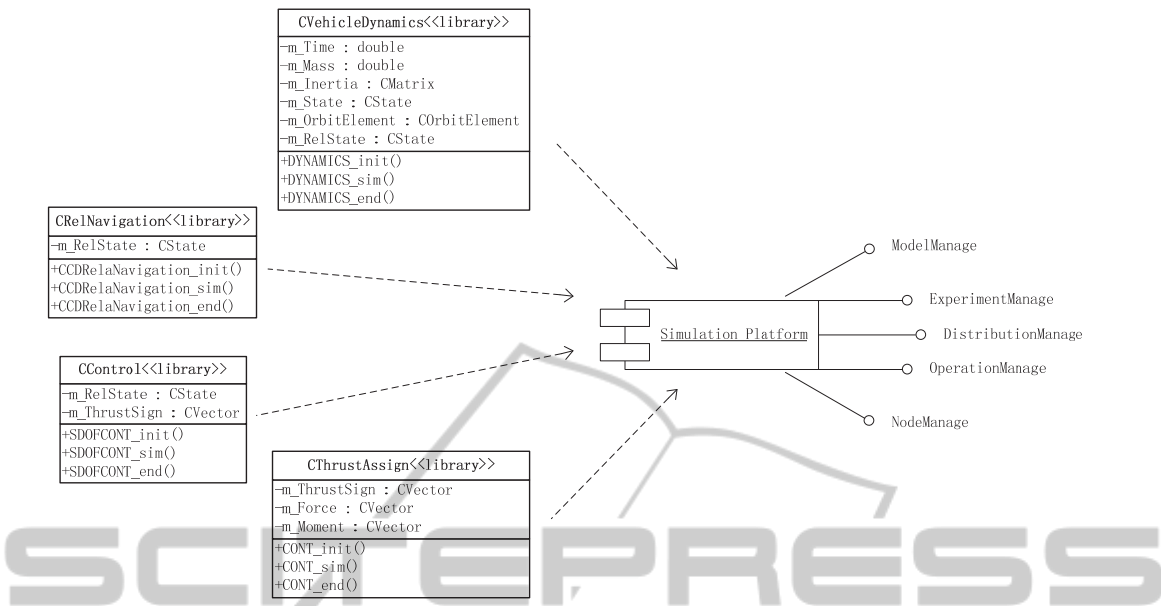 CVehicleDynamics<<library>>
-m_Time : double
-m_Mass : double
-m_Inertia : CMatrix
-m_State : CState
-m_OrbitElement : COrbitElement
-m_RelState : CState
+DYNAMICS_init()
+DYNAMICS_sim()
+DYNAMICS_end()
CRelNavigation<<library>>
-m_RelState : CState
+CCDRelaNavigation_init()
+CCDRelaNavigation_sim()
+CCDRelaNavigation_end()
CControl<<library>>
-m_RelState : CState
-m_ThrustSign : CVector
+SDOFCONT_init()
+SDOFCONT_sim()
+SDOFCONT_end()
CThrustAssign<<library>>
-m_ThrustSign : CVector
-m_Force : CVector
-m_Moment : CVector
+CONT_init()
+CONT_sim()
+CONT_end()
Simulation Platform
ModelManage
ExperimentManage
DistributionManage
OperationManage
NodeManage
SCITEPRESS